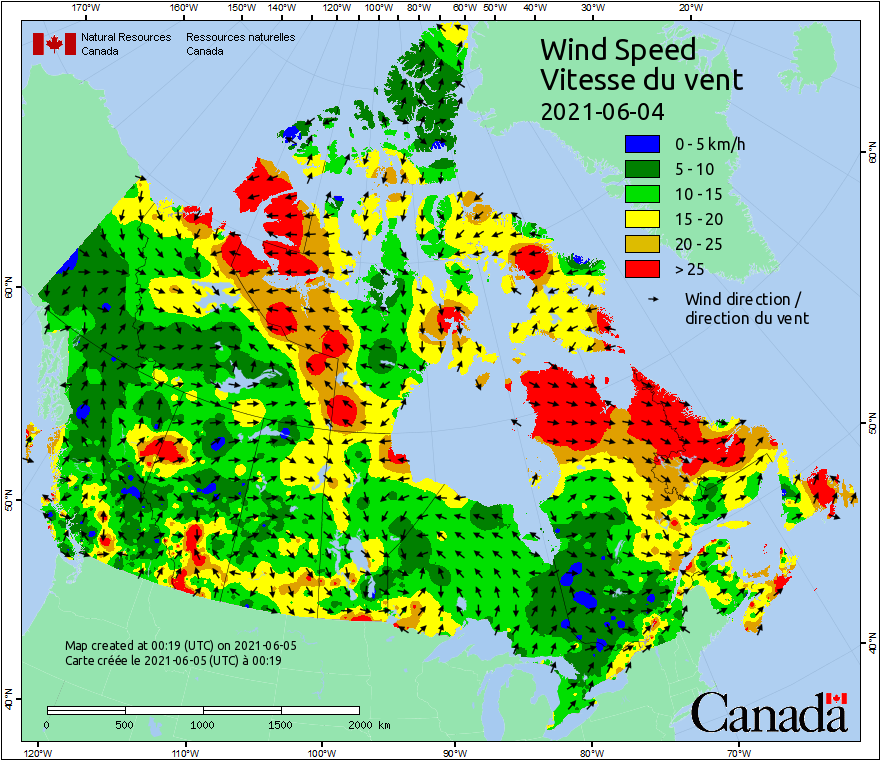 170°W 160°W 150°W 140°W 120°W 100°W 80°W 60°W 50°W 40°W 30°W 20°W
Natural Resources Canada
Ressources naturelles Canada
Wind Speed
Vitesse du vent
2021-06-04
0 - 5 km/h
5 - 10
10 - 15
15 - 20
20 - 25
> 25
Wind direction /
direction du vent
60°N
50°N
40°N
60°N
50°N
40°N
Map created at 00:19 (UTC) on 2021-06-05
Carte créée le 2021-06-05 (UTC) à 00:19
0 500 1000 1500 2000 km
Canada
120°W 110°W 100°W 90°W 80°W 70°W